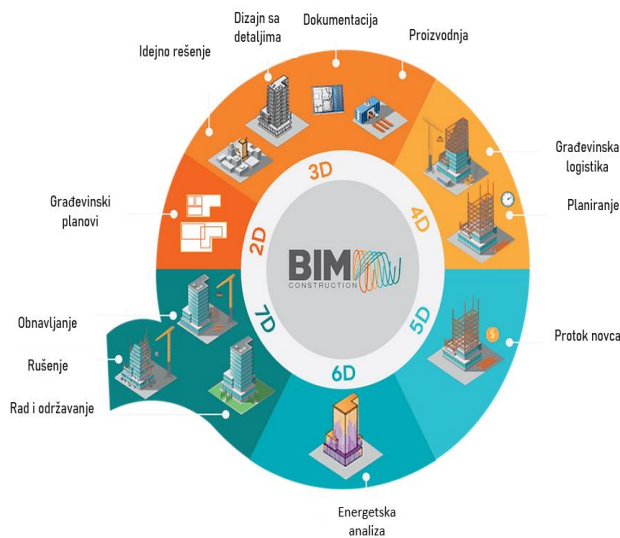 Dizajn sa
detaljima
Dokumentacija
Proizvodnja
Idejno rešenje
Građevinska
logistika
Planiranje
Građevinski
planovi
3D
4D
2D
BIM
CONSTRUCTION
7D
5D
6D
Obnavljanje
Rušenje
Rad i održavanje
$
Protok novca
Energetska
analiza